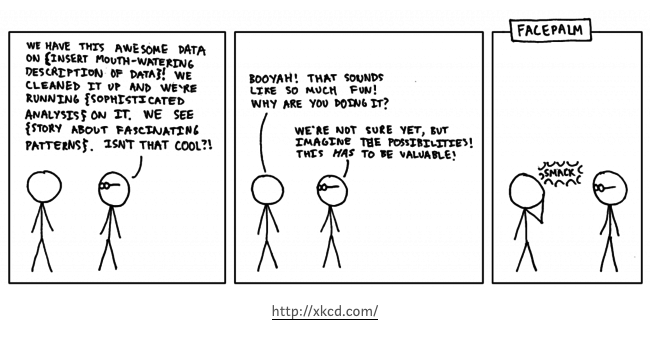 WE HAVE THIS AWESOME DATA
ON {INSERT MOUTH-WATERING
DESCRIPTION OF DATA}! WE
CLEANED IT UP AND WE'RE
RUNNING {SOPHISTICATED
ANALYSIS} ON IT. WE SEE
{STORY ABOUT FASCINATING
PATTERNS}. ISN'T THAT COOL?!
BOOYAH! THAT SOUNDS
LIKE SO MUCH FUN!
WHY ARE YOU DOING IT?
WE'RE NOT SURE YET, BUT
IMAGINE THE POSSIBILITIES!
THIS HAS TO BE VALUABLE!
FACEPALM
SMACK
http://xkcd.com/